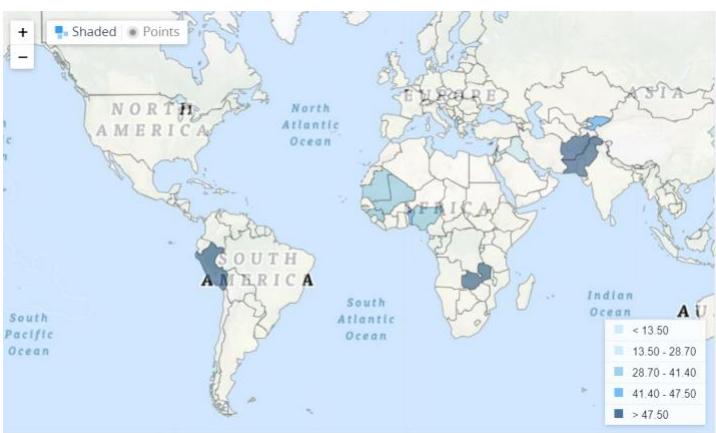 +
Shaded
Points
−
NORTH
AMERICA
North
Atlantic
Ocean
EUROPE
ASIA
AFRICA
SOUTH
AMERICA
South
Pacific
Ocean
South
Atlantic
Ocean
Indian
Ocean
A U
< 13.50
13.50 - 28.70
28.70 - 41.40
41.40 - 47.50
> 47.50